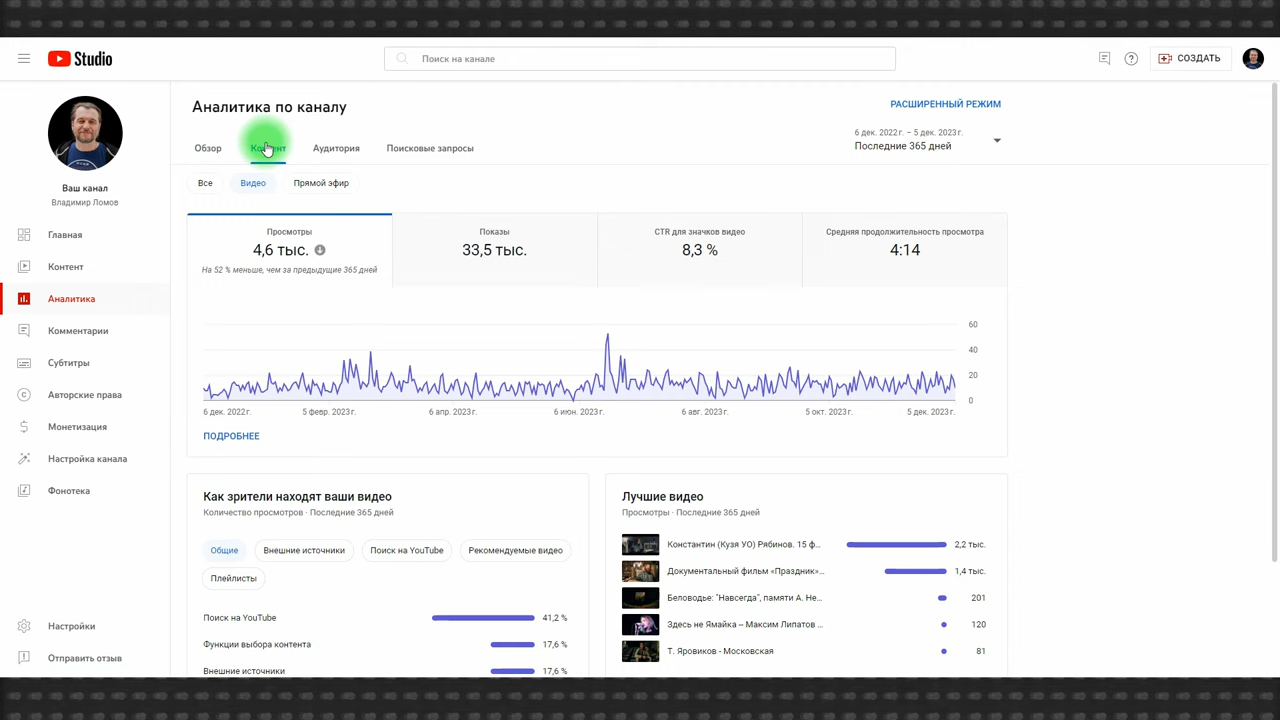 Studio
Поиск на канале
СОЗДАТЬ
Ваш канал
Владимир Ломов
Главная
Контент
Аналитика
Комментарии
Субтитры
Авторские права
Монетизация
Настройка канала
Фонотека
Настройки
Отправить отзыв
Аналитика по каналу
РАСШИРЕННЫЙ РЕЖИМ
6 дек. 2022 г. – 5 дек. 2023 г.
Последние 365 дней
Обзор
Контент
Аудитория
Поисковые запросы
Все
Видео
Прямой эфир
Просмотры
4,6 тыс.
На 52 % меньше, чем за предыдущие 365 дней
Показы
33,5 тыс.
CTR для значков видео
8,3 %
Средняя продолжительность просмотра
4:14
60
40
20
0
6 дек. 2022 г.
5 февр. 2023 г.
6 апр. 2023 г.
6 июн. 2023 г.
6 авг. 2023 г.
5 окт. 2023 г.
5 дек. 2023 г.
ПОДРОБНЕЕ
Как зрители находят ваши видео
Количество просмотров · Последние 365 дней
Общие
Внешние источники
Поиск на YouTube
Рекомендуемые видео
Плейлисты
Поиск на YouTube
41,2 %
Функции выбора контента
17,6 %
Внешние источники
17,6 %
Лучшие видео
Просмотры · Последние 365 дней
Константин (Кузя УО) Рябинов. 15 ф...
2,2 тыс.
Документальный фильм «Праздник»...
1,4 тыс.
Беловодье: "Навсегда", памяти А. Не...
201
Здесь не Ямайка – Максим Липатов ...
120
Т. Яровиков - Московская
81